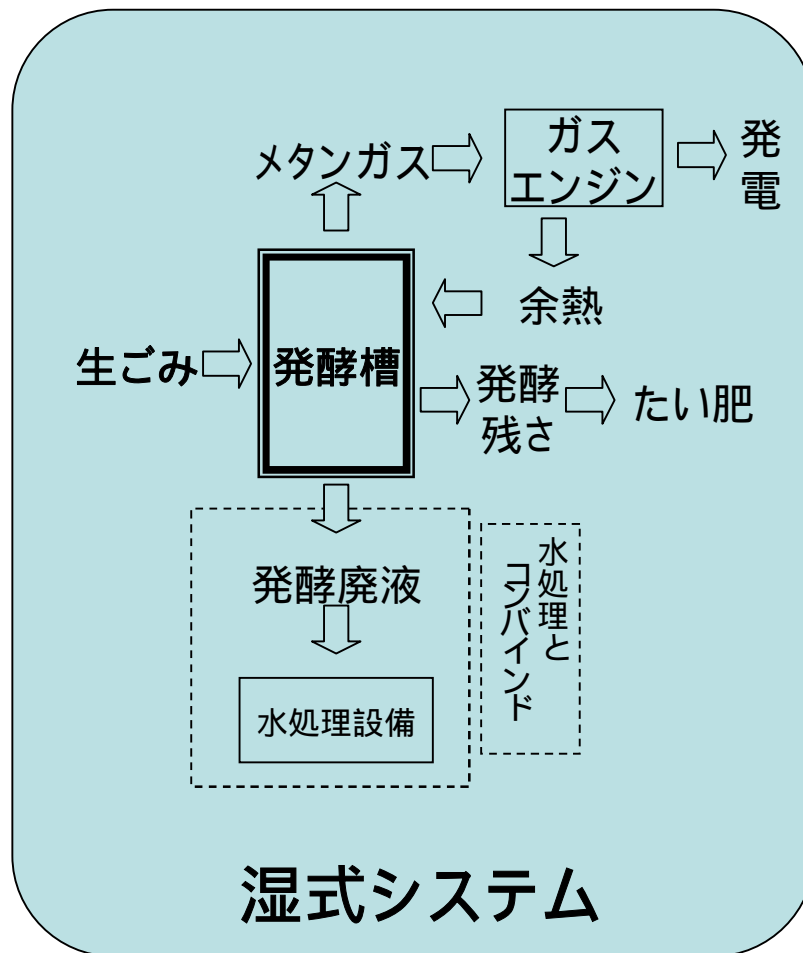 ガス
エンジン
メタンガス
発
電
余熱
生ごみ
発酵槽
発酵
残さ
たい肥
発酵廃液
水処理と
コンバインド
水処理設備
湿式システム